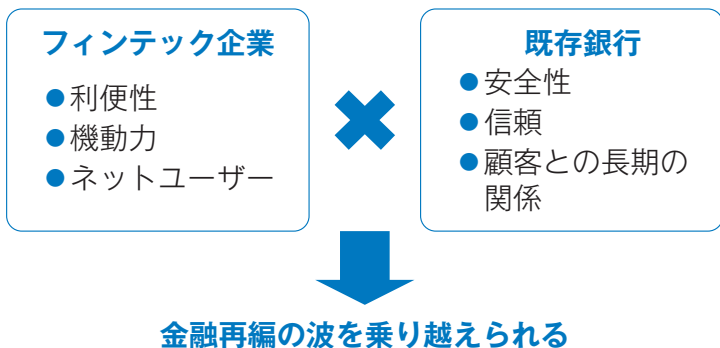 フィンテック企業
●利便性
●機動力
●ネットユーザー
既存銀行
●安全性
●信頼
●顧客との長期の
関係
金融再編の波を乗り越えられる